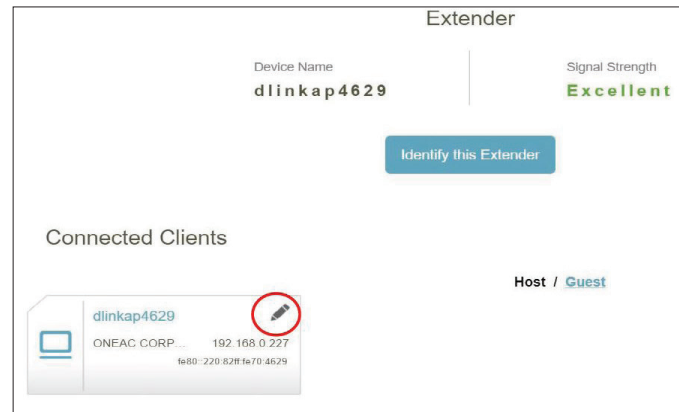 Extender
Device Name
dlinkap4629
Signal Strength
Excellent
Identify this Extender
Connected Clients
Host / Guest
dlinkap4629
ONEAC CORP... 192.168.0.227
fe80::220:82ff:fe70:4629